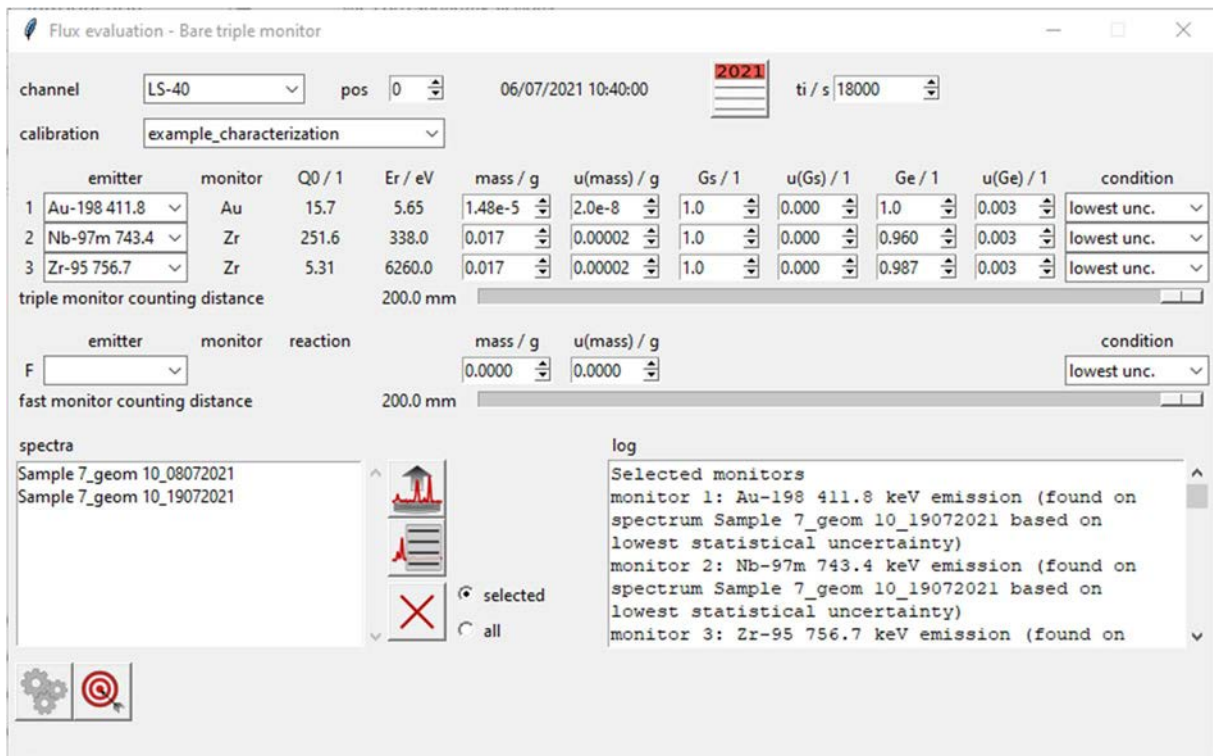 Flux evaluation - Bare triple monitor
channel LS-40 pos 0 06/07/2021 10:40:00 2021 ti / s 18000
calibration example_characterization
emitter monitor Q0 / 1 Er / eV mass / g u(mass) / g Gs / 1 u(Gs) / 1 Ge / 1 u(Ge) / 1 condition
1 Au-198 411.8 Au 15.7 5.65 1.48e-5 2.0e-8 1.0 0.000 1.0 0.003 lowest unc.
2 Nb-97m 743.4 Zr 251.6 338.0 0.017 0.00002 1.0 0.000 0.960 0.003 lowest unc.
3 Zr-95 756.7 Zr 5.31 6260.0 0.017 0.00002 1.0 0.000 0.987 0.003 lowest unc.
triple monitor counting distance 200.0 mm
emitter monitor reaction mass / g u(mass) / g condition
F 0.0000 0.0000 lowest unc.
fast monitor counting distance 200.0 mm
spectra
Sample 7_geom 10_08072021
Sample 7_geom 10_19072021
selected
all
log
Selected monitors
monitor 1: Au-198 411.8 keV emission (found on
spectrum Sample 7_geom 10_19072021 based on
lowest statistical uncertainty)
monitor 2: Nb-97m 743.4 keV emission (found on
spectrum Sample 7_geom 10_19072021 based on
lowest statistical uncertainty)
monitor 3: Zr-95 756.7 keV emission (found on